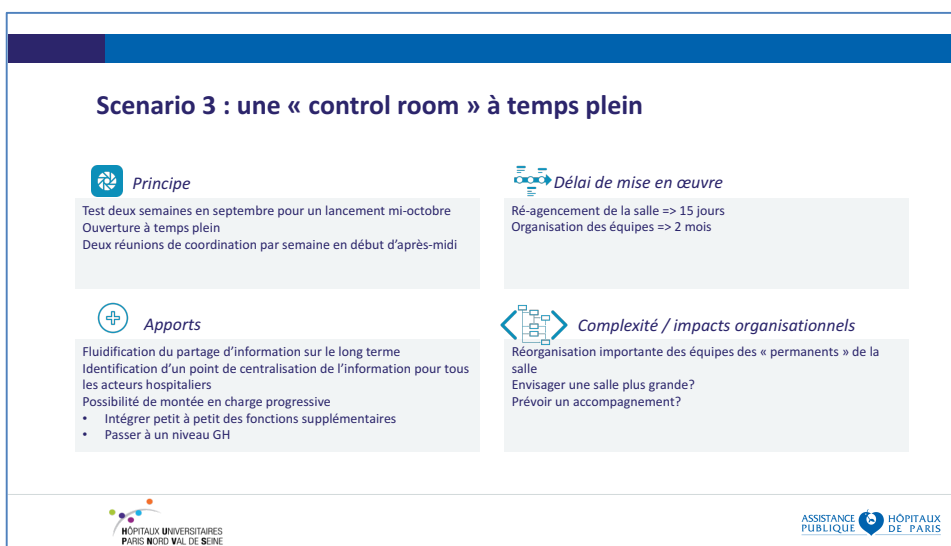 Scenario 3 : une « control room » à temps plein
Principe
Test deux semaines en septembre pour un lancement mi-octobre
Ouverture à temps plein
Deux réunions de coordination par semaine en début d'après-midi
Délai de mise en œuvre
Ré-agencement de la salle => 15 jours
Organisation des équipes => 2 mois
Apports
Fluidification du partage d'information sur le long terme
Identification d'un point de centralisation de l'information pour tous
les acteurs hospitaliers
Possibilité de montée en charge progressive
• Intégrer petit à petit des fonctions supplémentaires
• Passer à un niveau GH
Complexité / impacts organisationnels
Réorganisation importante des équipes des « permanents » de la
salle
Envisager une salle plus grande?
Prévoir un accompagnement?
HÔPITAUX UNIVERSITAIRES
PARIS NORD VAL DE SEINE
ASSISTANCE HÔPITAUX
PUBLIQUE DE PARIS